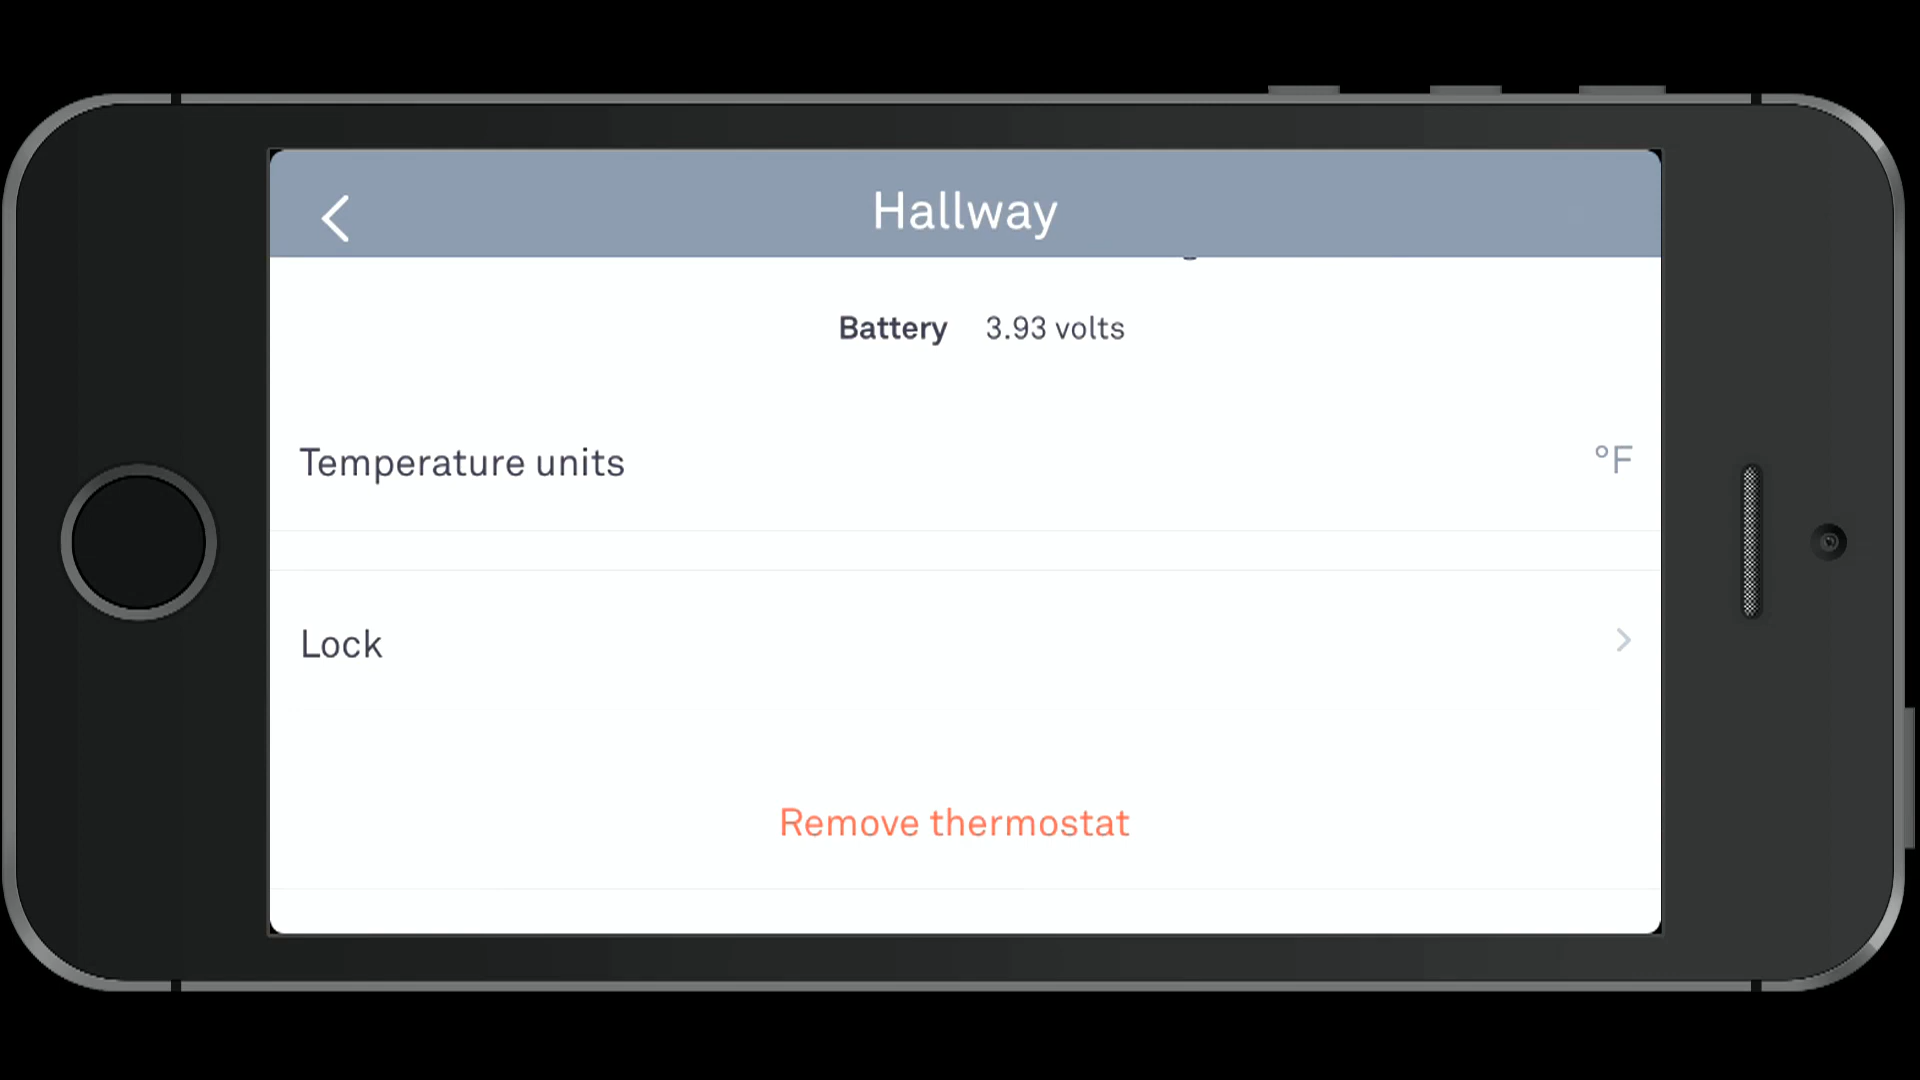 Hallway
Battery 3.93 volts
Temperature units °F
Lock
Remove thermostat